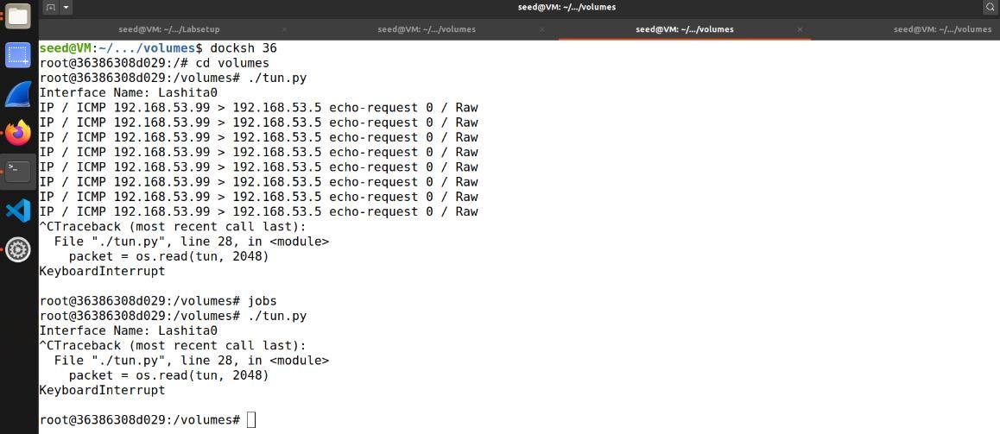 seed@VM: ~/.../volumes
seed@VM: ~/.../Labsetup × seed@VM: ~/.../volumes × seed@VM: ~/.../volumes × seed@VM: ~/.../volumes
seed@VM:~/.../volumes$ docksh 36
root@36386308d029:/# cd volumes
root@36386308d029:/volumes# ./tun.py
Interface Name: Lashita0
IP / ICMP 192.168.53.99 > 192.168.53.5 echo-request 0 / Raw
IP / ICMP 192.168.53.99 > 192.168.53.5 echo-request 0 / Raw
IP / ICMP 192.168.53.99 > 192.168.53.5 echo-request 0 / Raw
IP / ICMP 192.168.53.99 > 192.168.53.5 echo-request 0 / Raw
IP / ICMP 192.168.53.99 > 192.168.53.5 echo-request 0 / Raw
IP / ICMP 192.168.53.99 > 192.168.53.5 echo-request 0 / Raw
IP / ICMP 192.168.53.99 > 192.168.53.5 echo-request 0 / Raw
IP / ICMP 192.168.53.99 > 192.168.53.5 echo-request 0 / Raw
^CTraceback (most recent call last):
  File "./tun.py", line 28, in <module>
    packet = os.read(tun, 2048)
KeyboardInterrupt
root@36386308d029:/volumes# jobs
root@36386308d029:/volumes# ./tun.py
Interface Name: Lashita0
^CTraceback (most recent call last):
  File "./tun.py", line 28, in <module>
    packet = os.read(tun, 2048)
KeyboardInterrupt
root@36386308d029:/volumes#